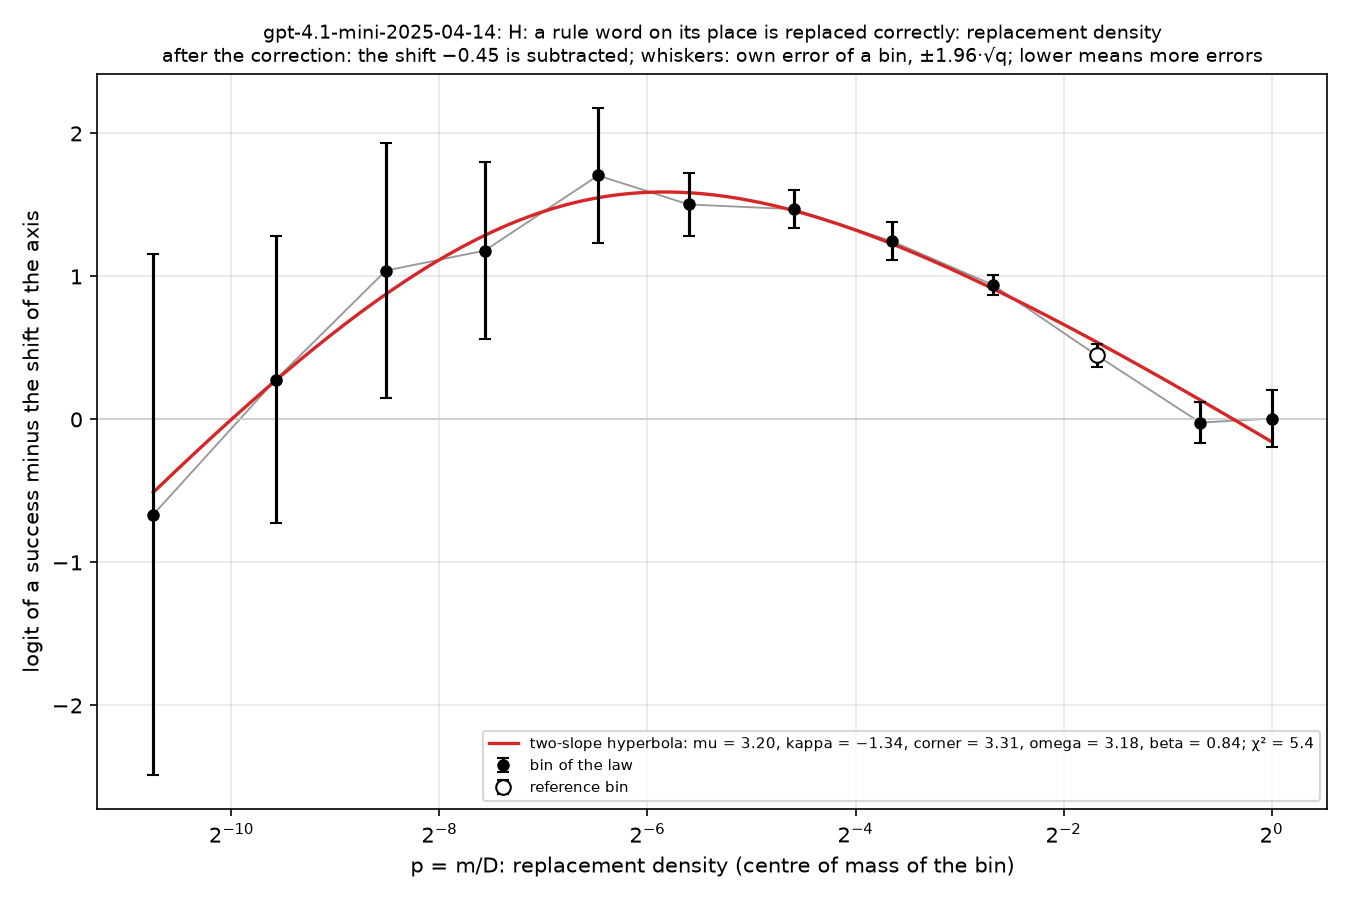 gpt-4.1-mini-2025-04-14: H: a rule word on its place is replaced correctly: replacement density
after the correction: the shift −0.45 is subtracted; whiskers: own error of a bin, ±1.96·√q; lower means more errors
logit of a success minus the shift of the axis
2
1
0
−1
−2
two-slope hyperbola: mu = 3.20, kappa = −1.34, corner = 3.31, omega = 3.18, beta = 0.84; χ² = 5.4
bin of the law
reference bin
2⁻¹⁰ 2⁻⁸ 2⁻⁶ 2⁻⁴ 2⁻² 2⁰
p = m/D: replacement density (centre of mass of the bin)